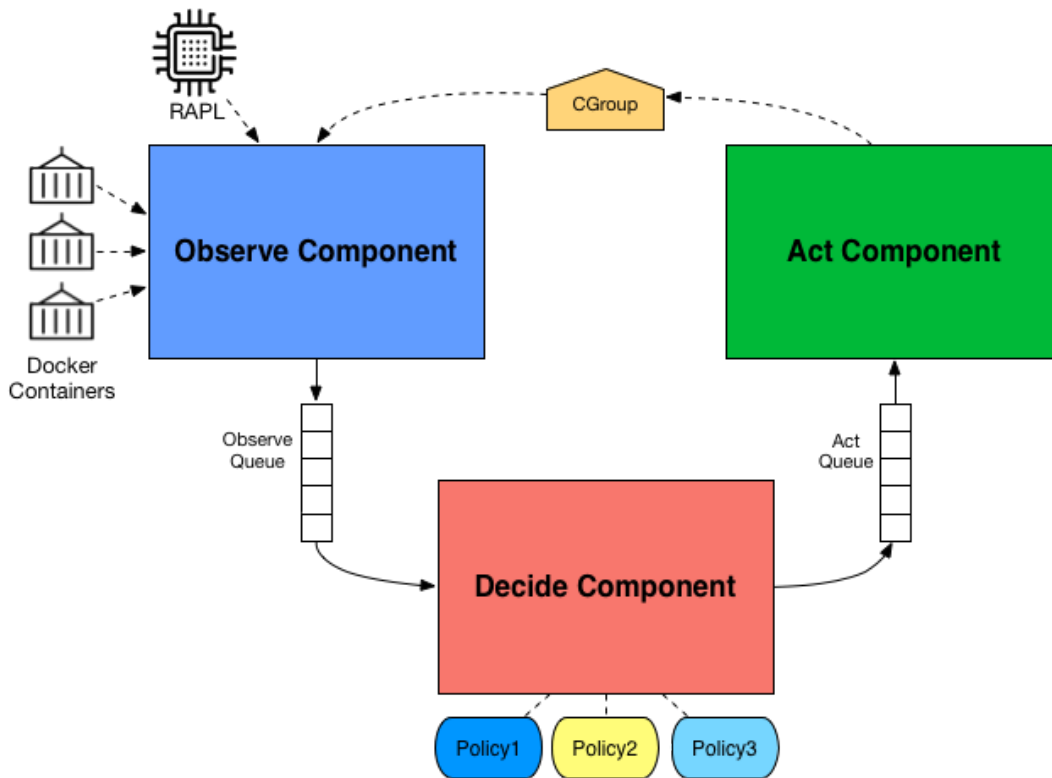 RAPL
CGroup
Observe Component
Act Component
Docker
Containers
Observe
Queue
Act
Queue
Decide Component
Policy1
Policy2
Policy3